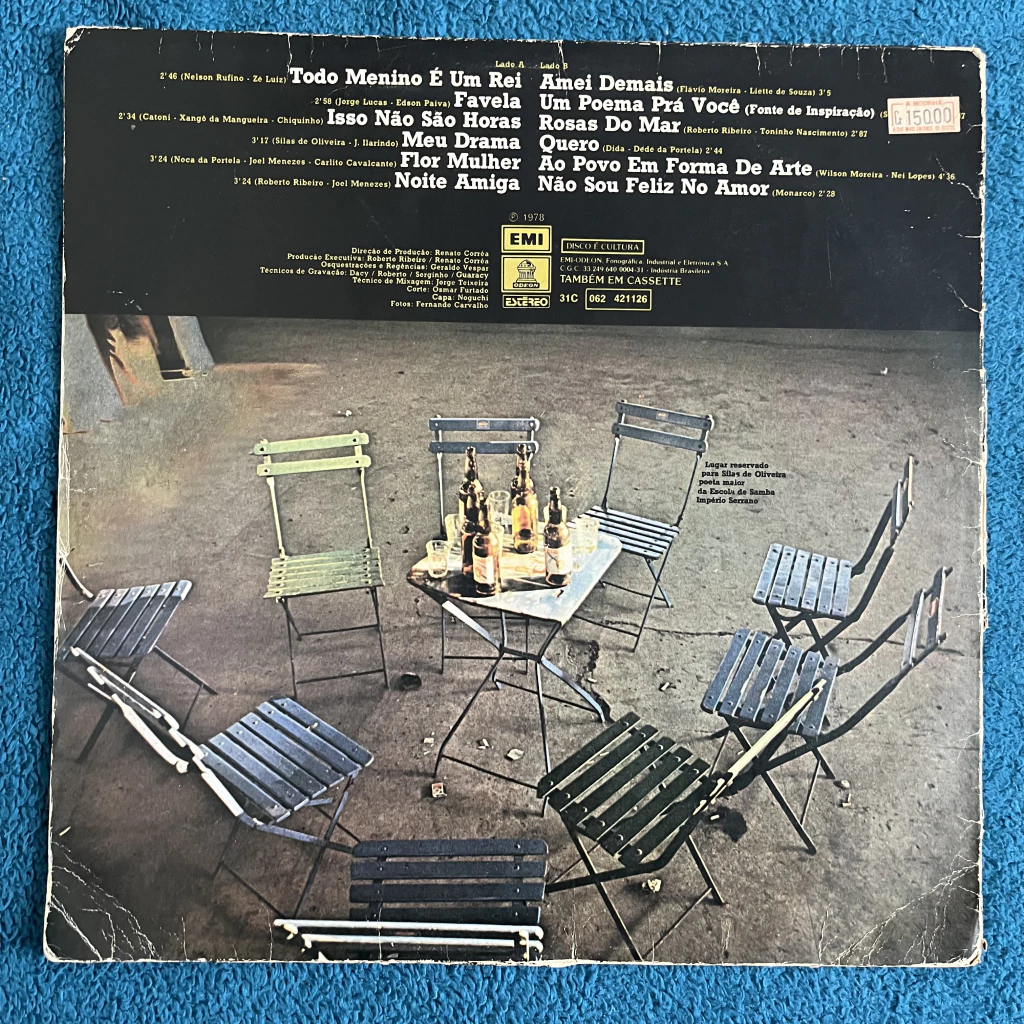 Lado A
2'46 (Nelson Rufino - Zé Luiz) Todo Menino É Um Rei
2'58 (Jorge Lucas - Edson Paiva) Favela
2'34 (Catoni - Xangô da Mangueira - Chiquinho) Isso Não São Horas
3'17 (Silas de Oliveira - J. Ilarindo) Meu Drama
3'24 (Noca da Portela - Joel Menezes - Carlito Cavalcante) Flor Mulher
3'24 (Roberto Ribeiro - Joel Menezes) Noite Amiga
Lado B
Amei Demais (Flavio Moreira - Liette de Souza) 3'5
Um Poema Prá Você (Fonte de Inspiração)
Rosas Do Mar (Roberto Ribeiro - Toninho Nascimento) 2'87
Quero (Dida - Dédé da Portela) 2'44
Ao Povo Em Forma De Arte (Wilson Moreira - Nei Lopes) 4'36
Não Sou Feliz No Amor (Monarco) 2'28
15000
℗ 1978
EMI
ODEON
ESTÉREO
Direção de Produção: Renato Corrêa
Produção Executiva: Roberto Ribeiro / Renato Corrêa
Osquestrações e Regências: Geraldo Vespar
Técnicos de Gravacão: Dacy / Roberto / Serginho / Guaracy
Técnico de Mixagem: Jorge Teixeira
Corte: Osmar Furtado
Capa: Noguchi
Fotos: Fernando Carvalho
DISCO É CULTURA
EMI-ODEON. Fonográfica. Industrial e Eletrônica S.A.
C.G.C. 33 249 640 0004-31 - Indústria Brasileira
TAMBÉM EM CASSETTE
31C 062 421126
Lugar reservado
para Silas de Oliveira
poeta maior
da Escola de Samba
Império Serrano